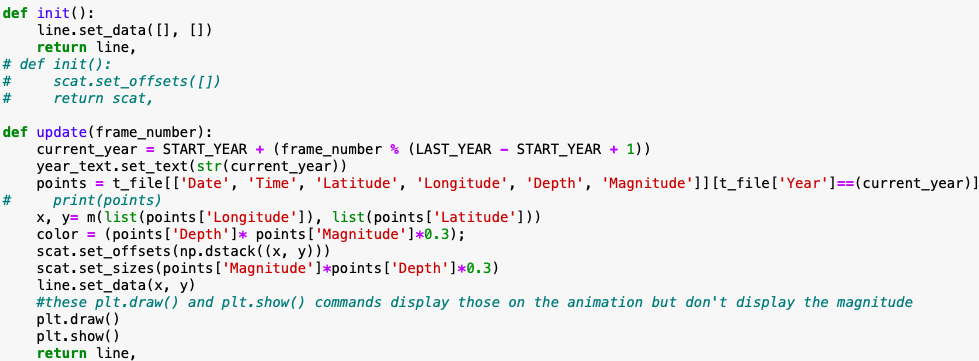 def init():
    line.set_data([], [])
    return line,
# def init():
#     scat.set_offsets([])
#     return scat,

def update(frame_number):
    current_year = START_YEAR + (frame_number % (LAST_YEAR - START_YEAR + 1))
    year_text.set_text(str(current_year))
    points = t_file[['Date', 'Time', 'Latitude', 'Longitude', 'Depth', 'Magnitude']][t_file['Year']==(current_year)]
#     print(points)
    x, y= m(list(points['Longitude']), list(points['Latitude']))
    color = (points['Depth']* points['Magnitude']*0.3);
    scat.set_offsets(np.dstack((x, y)))
    scat.set_sizes(points['Magnitude']*points['Depth']*0.3)
    line.set_data(x, y)
    #these plt.draw() and plt.show() commands display those on the animation but don't display the magnitude
    plt.draw()
    plt.show()
    return line,